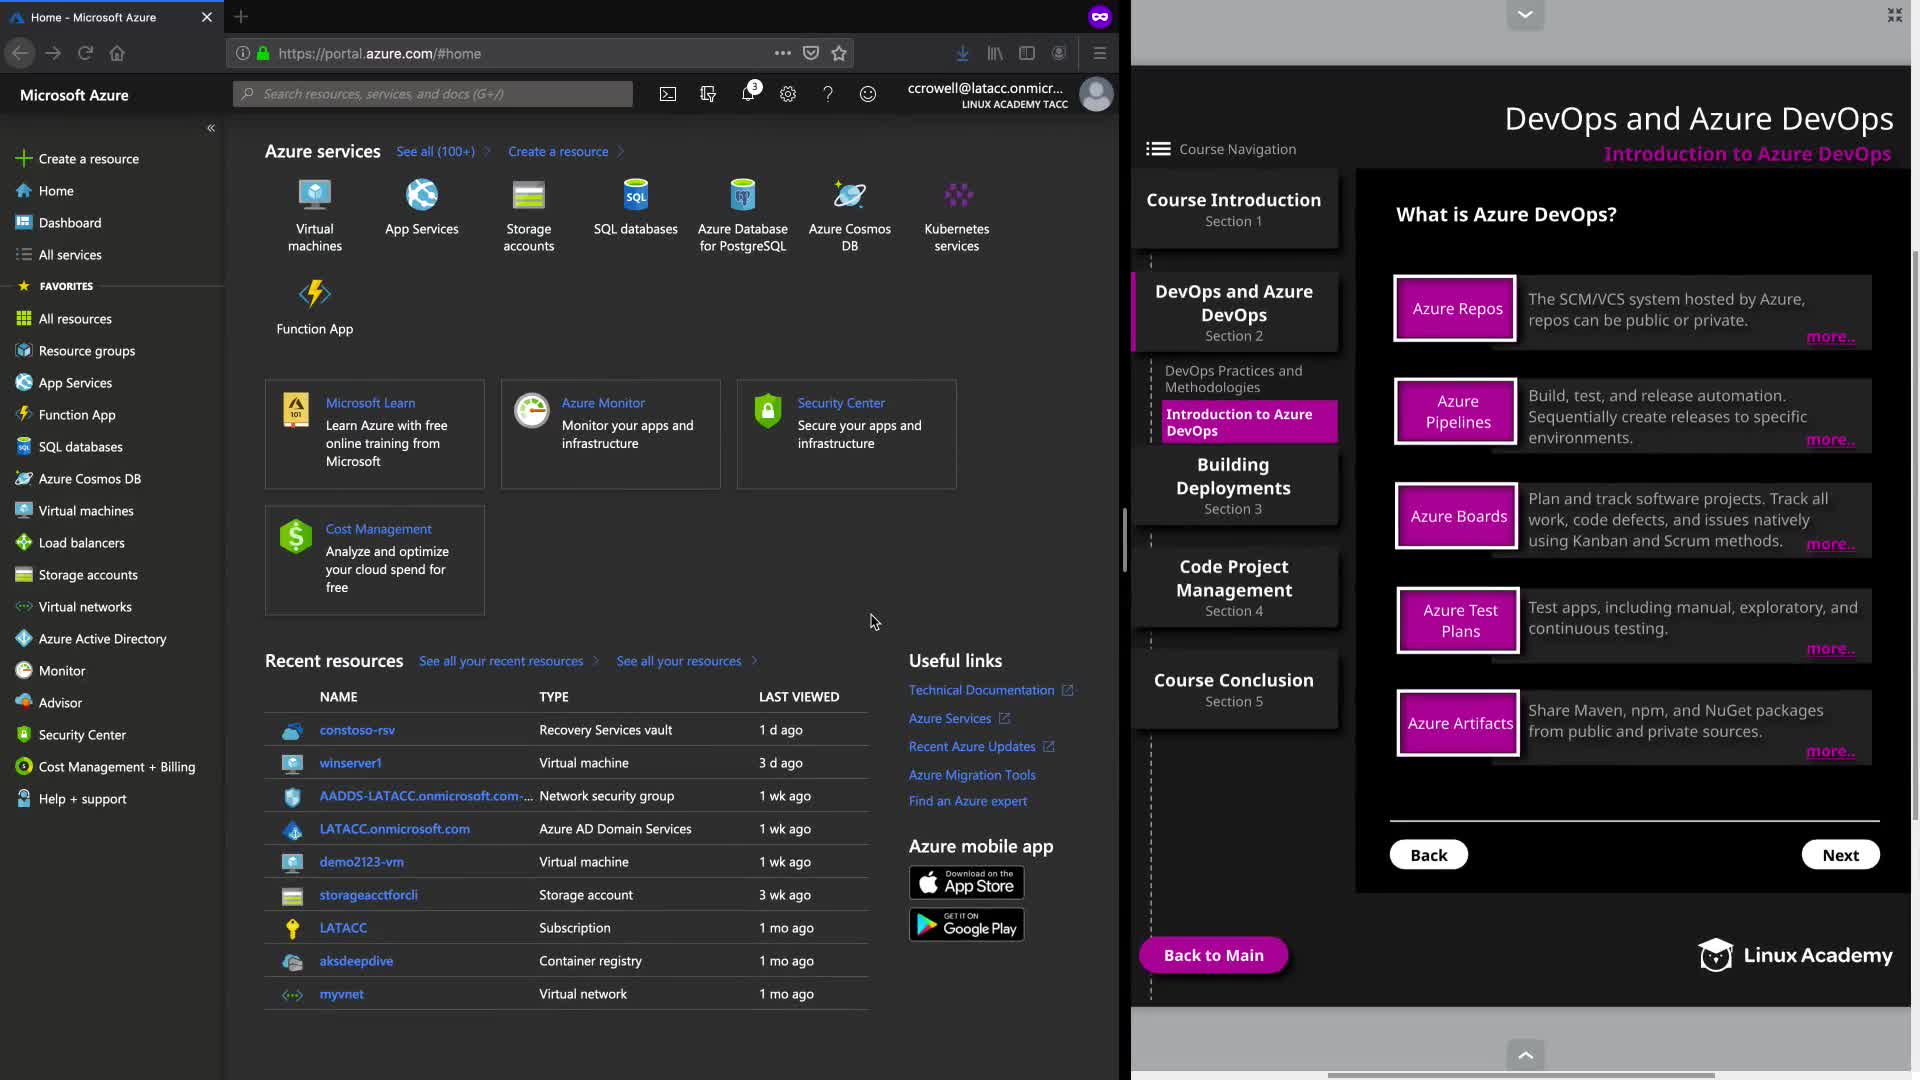 Home - Microsoft Azure
https://portal.azure.com/#home
Microsoft Azure
Search resources, services, and docs (G+/)
3
ccrowell@latacc.onmicr...
LINUX ACADEMY TACC
Create a resource
Home
Dashboard
All services
FAVORITES
All resources
Resource groups
App Services
Function App
SQL databases
Azure Cosmos DB
Virtual machines
Load balancers
Storage accounts
Virtual networks
Azure Active Directory
Monitor
Advisor
Security Center
Cost Management + Billing
Help + support
Azure services
See all (100+)
Create a resource
Virtual
machines
App Services
Storage
accounts
SQL
SQL databases
Azure Database
for PostgreSQL
Azure Cosmos
DB
Kubernetes
services
Function App
101
Microsoft Learn
Learn Azure with free
online training from
Microsoft
Azure Monitor
Monitor your apps and
infrastructure
Security Center
Secure your apps and
infrastructure
Cost Management
Analyze and optimize
your cloud spend for
free
Recent resources
See all your recent resources
See all your resources
NAME TYPE LAST VIEWED
constoso-rsv Recovery Services vault 1 d ago
winserver1 Virtual machine 3 d ago
AADDS-LATACC.onmicrosoft.com-... Network security group 1 wk ago
LATACC.onmicrosoft.com Azure AD Domain Services 1 wk ago
demo2123-vm Virtual machine 1 wk ago
storageacctforcli Storage account 3 wk ago
LATACC Subscription 1 mo ago
aksdeepdive Container registry 1 mo ago
myvnet Virtual network 1 mo ago
Useful links
Technical Documentation
Azure Services
Recent Azure Updates
Azure Migration Tools
Find an Azure expert
Azure mobile app
Download on the
App Store
GET IT ON
Google Play
DevOps and Azure DevOps
Introduction to Azure DevOps
Course Navigation
Course Introduction
Section 1
DevOps and Azure
DevOps
Section 2
DevOps Practices and
Methodologies
Introduction to Azure
DevOps
Building
Deployments
Section 3
Code Project
Management
Section 4
Course Conclusion
Section 5
Back to Main
What is Azure DevOps?
Azure Repos
The SCM/VCS system hosted by Azure,
repos can be public or private.
more..
Azure
Pipelines
Build, test, and release automation.
Sequentially create releases to specific
environments.
more..
Azure Boards
Plan and track software projects. Track all
work, code defects, and issues natively
using Kanban and Scrum methods.
more..
Azure Test
Plans
Test apps, including manual, exploratory, and
continuous testing.
more..
Azure Artifacts
Share Maven, npm, and NuGet packages
from public and private sources.
more..
Back
Next
Linux Academy